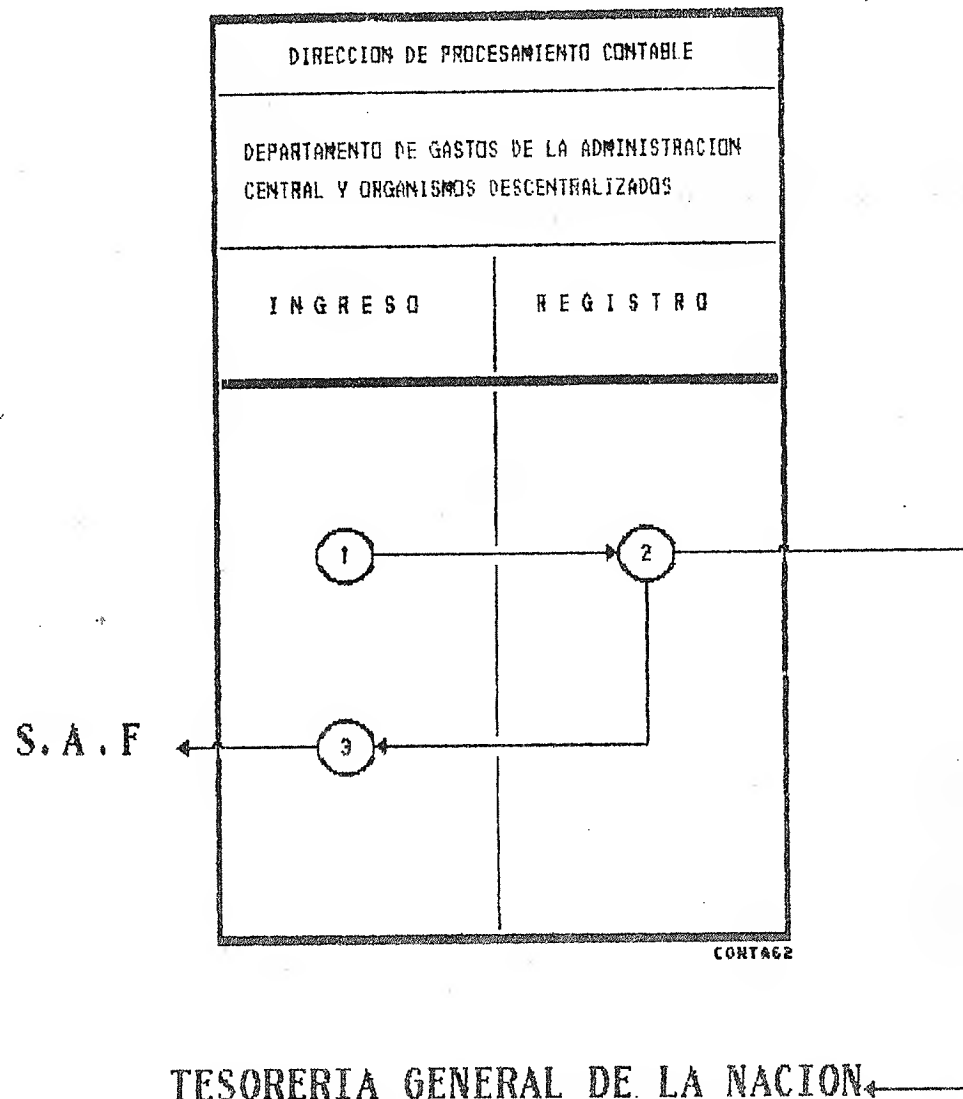 DIRECCION DE PROCESAMIENTO CONTABLE
DEPARTAMENTO DE GASTOS DE LA ADMINISTRACION
CENTRAL Y ORGANISMOS DESCENTRALIZADOS
INGRESO
REGISTRO
1
2
S.A.F
3
CONTA62
TESORERIA GENERAL DE LA NACION